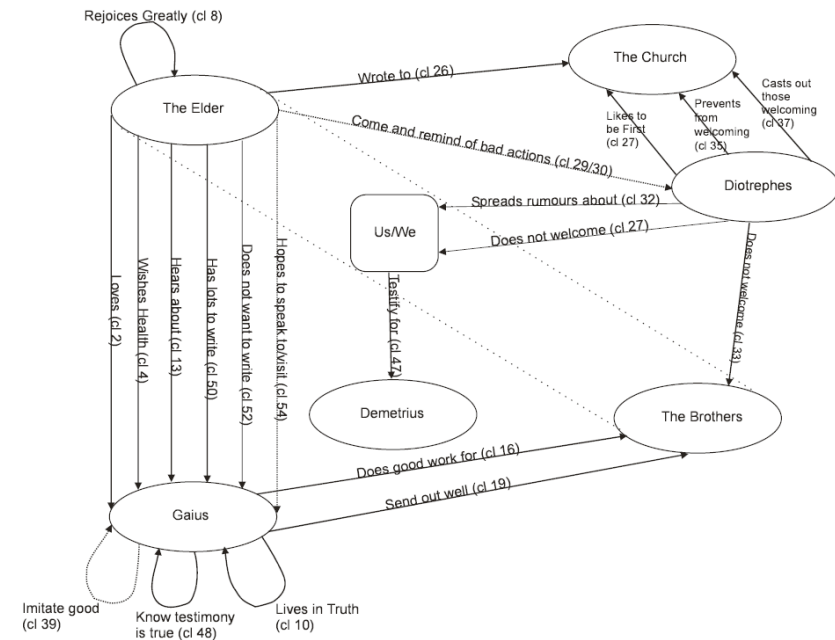 Rejoices Greatly (cl 8)
The Elder
Wrote to (cl 26)
The Church
Come and remind of bad actions (cl 29/30)
Likes to
be First
(cl 27)
Prevents
from
welcoming
(cl 35)
Casts out
those
welcoming
(cl 37)
Diotrephes
Spreads rumours about (cl 32)
Us/We
Does not welcome (cl 27)
Loves (cl 2)
Wishes Health (cl 4)
Hears about (cl 13)
Has lots to write (cl 50)
Does not want to write (cl 52)
Hopes to speak to/visit (cl 54)
Testify for (cl 47)
Does not welcome (cl 33)
Demetrius
The Brothers
Does good work for (cl 16)
Send out well (cl 19)
Gaius
Imitate good
(cl 39)
Know testimony
is true (cl 48)
Lives in Truth
(cl 10)